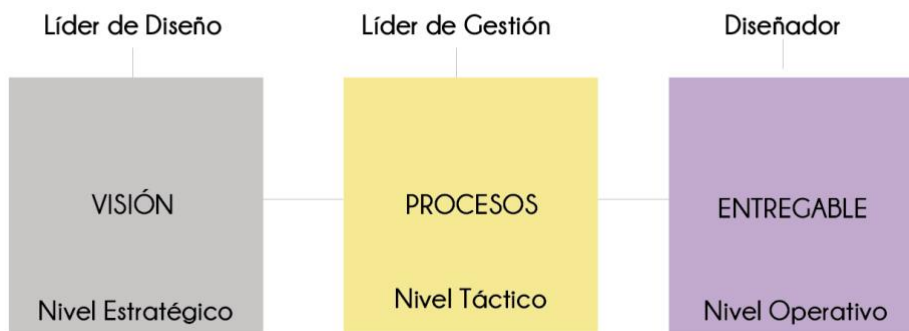 Líder de Diseño
Líder de Gestión
Diseñador
VISIÓN
PROCESOS
ENTREGABLE
Nivel Estratégico
Nivel Táctico
Nivel Operativo